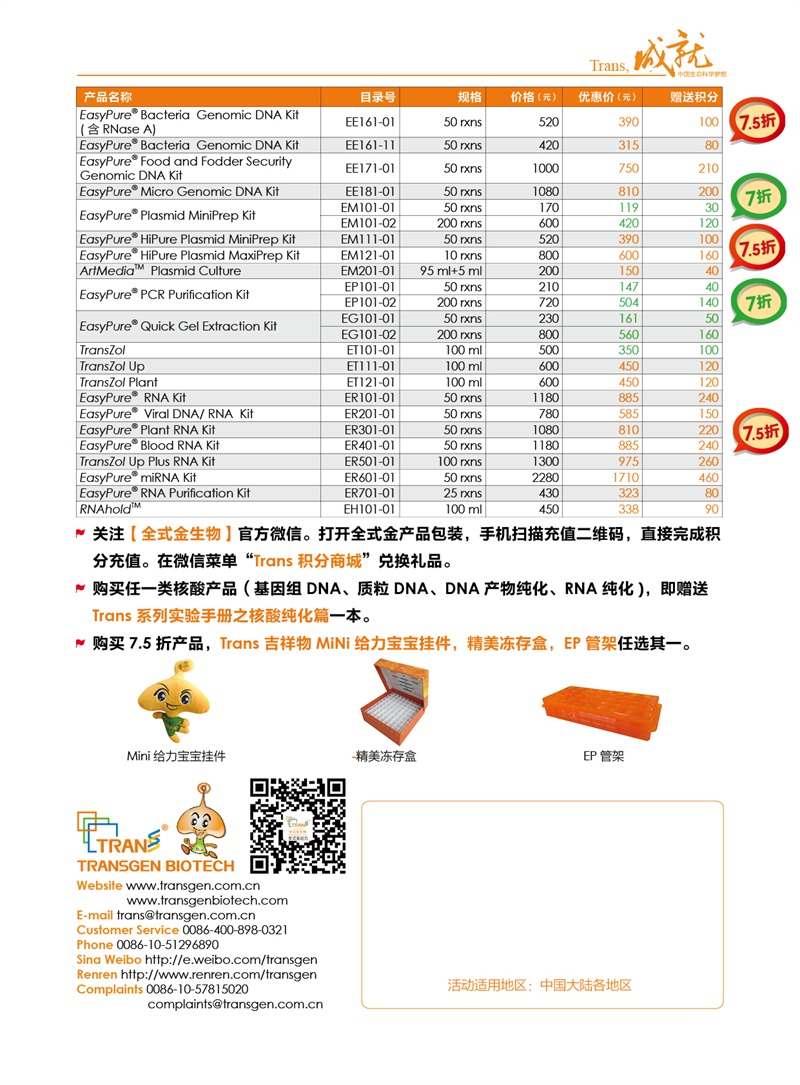 Trans, 成就
中国生命科学梦想
产品名称 目录号 规格 价格（元） 优惠价（元） 赠送积分
EasyPure® Bacteria Genomic DNA Kit
( 含 RNase A) EE161-01 50 rxns 520 390 100
7.5折
EasyPure® Bacteria Genomic DNA Kit EE161-11 50 rxns 420 315 80
EasyPure® Food and Fodder Security
Genomic DNA Kit EE171-01 50 rxns 1000 750 210
EasyPure® Micro Genomic DNA Kit EE181-01 50 rxns 1080 810 200
7折
EasyPure® Plasmid MiniPrep Kit EM101-01 50 rxns 170 119 30
EM101-02 200 rxns 600 420 120
EasyPure® HiPure Plasmid MiniPrep Kit EM111-01 50 rxns 520 390 100
7.5折
EasyPure® HiPure Plasmid MaxiPrep Kit EM121-01 10 rxns 800 600 160
ArtMedia™ Plasmid Culture EM201-01 95 ml+5 ml 200 150 40
EasyPure® PCR Purification Kit EP101-01 50 rxns 210 147 40
EP101-02 200 rxns 720 504 140
7折
EasyPure® Quick Gel Extraction Kit EG101-01 50 rxns 230 161 50
EG101-02 200 rxns 800 560 160
TransZol ET101-01 100 ml 500 350 100
TransZol Up ET111-01 100 ml 600 450 120
TransZol Plant ET121-01 100 ml 600 450 120
EasyPure® RNA Kit ER101-01 50 rxns 1180 885 240
EasyPure® Viral DNA/ RNA Kit ER201-01 50 rxns 780 585 150
EasyPure® Plant RNA Kit ER301-01 50 rxns 1080 810 220
7.5折
EasyPure® Blood RNA Kit ER401-01 50 rxns 1180 885 240
TransZol Up Plus RNA Kit ER501-01 100 rxns 1300 975 260
EasyPure® miRNA Kit ER601-01 50 rxns 2280 1710 460
EasyPure® RNA Purification Kit ER701-01 25 rxns 430 323 80
RNAhold™ EH101-01 100 ml 450 338 90
关注【全式金生物】官方微信。打开全式金产品包装，手机扫描充值二维码，直接完成积
分充值。在微信菜单“Trans 积分商城”兑换礼品。
购买任一类核酸产品（基因组 DNA、质粒 DNA、DNA 产物纯化、RNA 纯化 )，即赠送
Trans 系列实验手册之核酸纯化篇一本。
购买 7.5 折产品，Trans 吉祥物 MiNi 给力宝宝挂件，精美冻存盒，EP 管架任选其一。
Mini 给力宝宝挂件 -精美冻存盒 EP 管架
TRANS®
TRANSGEN BIOTECH
Website www.transgen.com.cn
www.transgenbiotech.com
E-mail trans@transgen.com.cn
Customer Service 0086-400-898-0321
Phone 0086-10-51296890
Sina Weibo http://e.weibo.com/transgen
Renren http://www.renren.com/transgen
Complaints 0086-10-57815020
complaints@transgen.com.cn
活动适用地区：中国大陆各地区